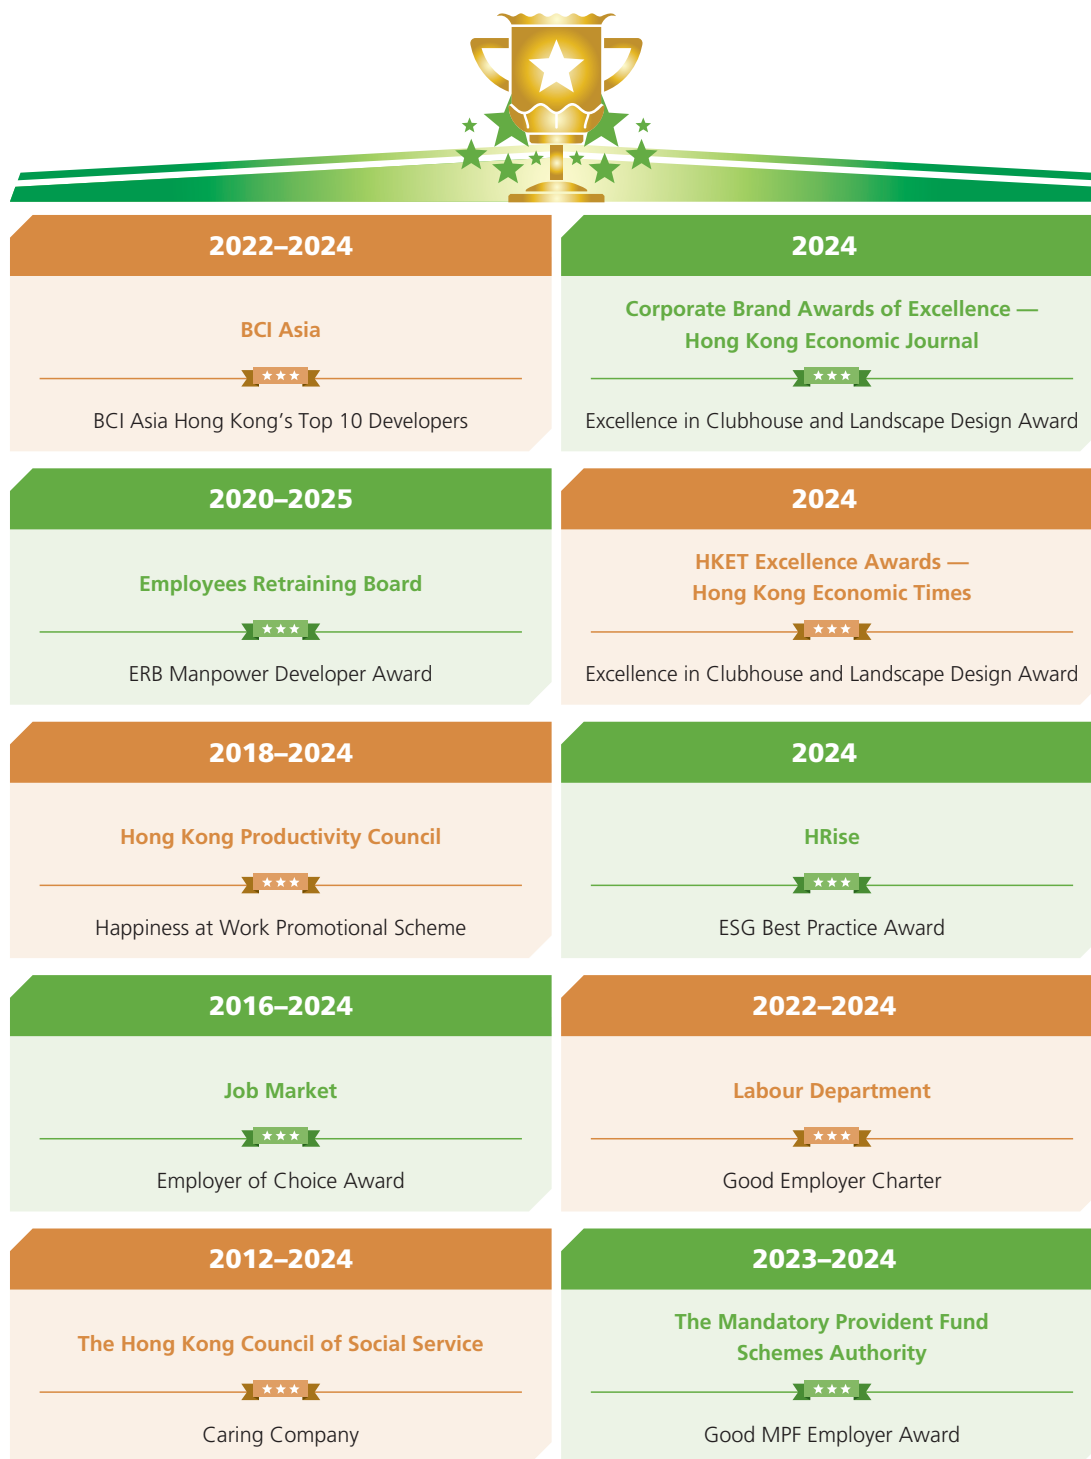 2022–2024
BCI Asia
BCI Asia Hong Kong’s Top 10 Developers
2024
Corporate Brand Awards of Excellence —
Hong Kong Economic Journal
Excellence in Clubhouse and Landscape Design Award
2020–2025
Employees Retraining Board
ERB Manpower Developer Award
2024
HKET Excellence Awards —
Hong Kong Economic Times
Excellence in Clubhouse and Landscape Design Award
2018–2024
Hong Kong Productivity Council
Happiness at Work Promotional Scheme
2024
HRise
ESG Best Practice Award
2016–2024
Job Market
Employer of Choice Award
2022–2024
Labour Department
Good Employer Charter
2012–2024
The Hong Kong Council of Social Service
Caring Company
2023–2024
The Mandatory Provident Fund
Schemes Authority
Good MPF Employer Award